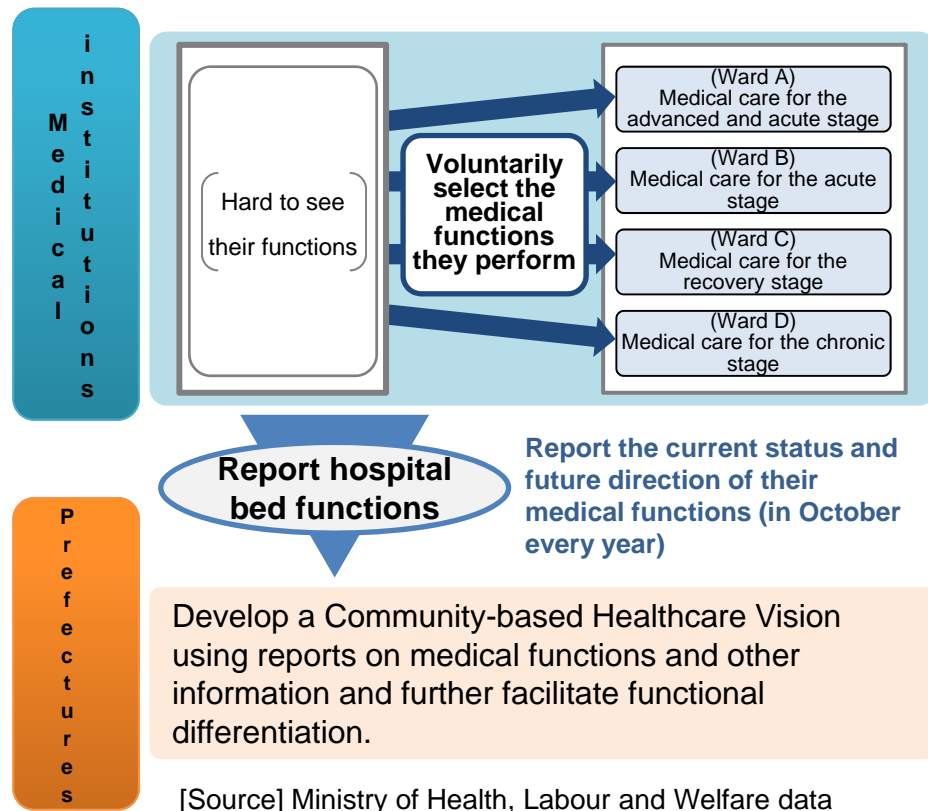 Medical
institutions
Hard to see
their functions
Voluntarily
select the
medical
functions
they perform
(Ward A)
Medical care for the
advanced and acute stage
(Ward B)
Medical care for the acute
stage
(Ward C)
Medical care for the
recovery stage
(Ward D)
Medical care for the chronic
stage
Report hospital
bed functions
Report the current status and
future direction of their
medical functions (in October
every year)
Prefectures
Develop a Community-based Healthcare Vision
using reports on medical functions and other
information and further facilitate functional
differentiation.
[Source] Ministry of Health, Labour and Welfare data